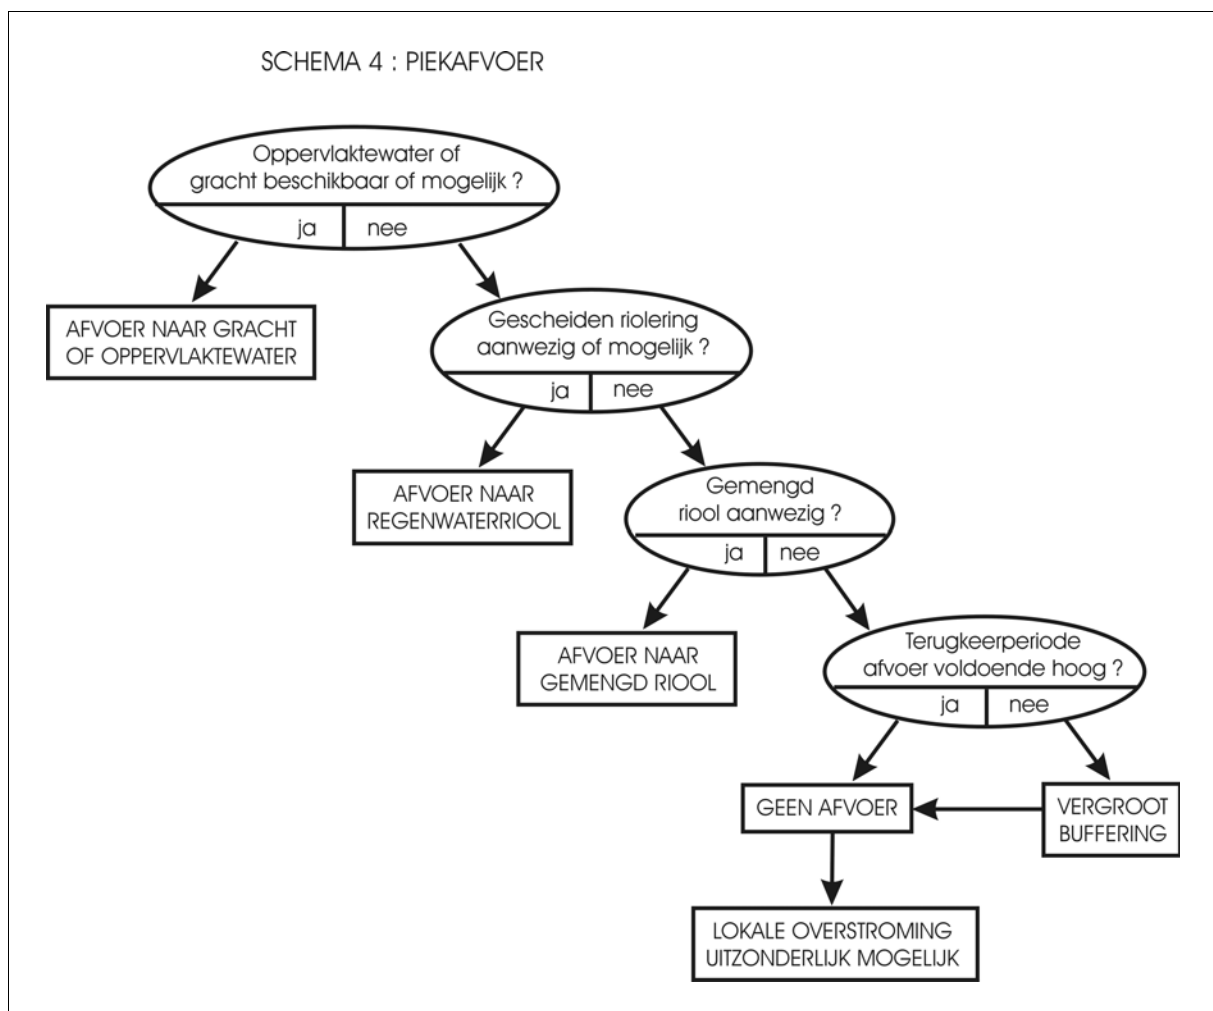 SCHEMA 4 : PIEKAFVOER
Oppervlaktewater of
gracht beschikbaar of mogelijk ?
ja nee
AFVOER NAAR GRACHT
OF OPPERVLAKTEWATER
Gescheiden riolering
aanwezig of mogelijk ?
ja nee
AFVOER NAAR
REGENWATERRIOOL
Gemengd
riool aanwezig ?
ja nee
AFVOER NAAR
GEMENGD RIOOL
Terugkeerperiode
afvoer voldoende hoog ?
ja nee
GEEN AFVOER
VERGROOT
BUFFERING
LOKALE OVERSTROMING
UITZONDERLIJK MOGELIJK